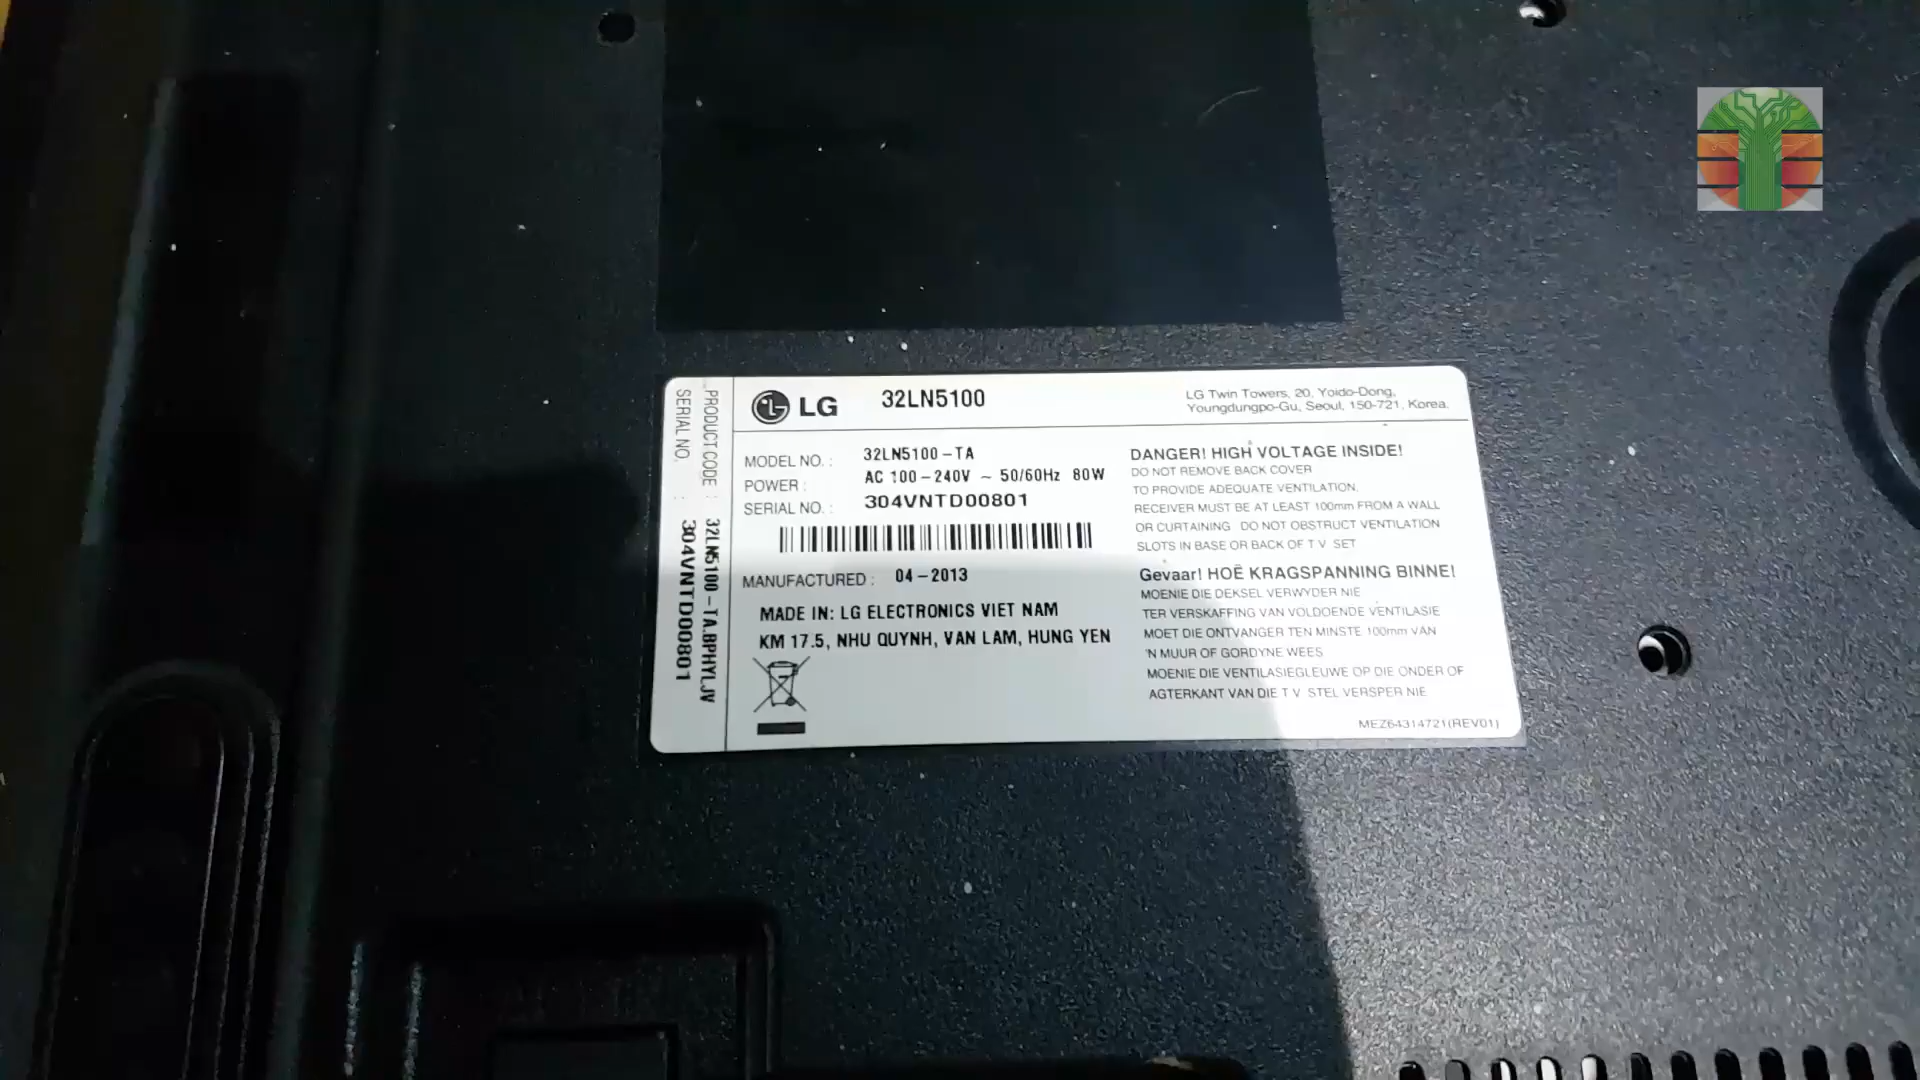 LG 32LN5100
LG Twin Towers, 20, Yoido-Dong,
Youngdungpo-Gu, Seoul, 150-721, Korea.
MODEL NO. : 32LN5100-TA
POWER : AC 100-240V ~ 50/60Hz 80W
SERIAL NO. : 304VNTD00801
MANUFACTURED : 04-2013
MADE IN: LG ELECTRONICS VIET NAM
KM 17.5, NHU QUYNH, VAN LAM, HUNG YEN
DANGER! HIGH VOLTAGE INSIDE!
DO NOT REMOVE BACK COVER
TO PROVIDE ADEQUATE VENTILATION.
RECEIVER MUST BE AT LEAST 100mm FROM A WALL
OR CURTAINING DO NOT OBSTRUCT VENTILATION
SLOTS IN BASE OR BACK OF T V SET
Gevaar! HOË KRAGSPANNING BINNE!
MOENIE DIE DEKSEL VERWYDER NIE
TER VERSKAFFING VAN VOLDOENDE VENTILASIE
MOET DIE ONTVANGER TEN MINSTE 100mm VAN
'N MUUR OF GORDYNE WEES
MOENIE DIE VENTILASIEGLEUWE OP DIE ONDER OF
AGTERKANT VAN DIE T V STEL VERSPER NIE
MEZ64314721(REV01)
PRODUCT CODE : 32LN5100-TA.BPHYLJV
SERIAL NO. : 304VNTD00801